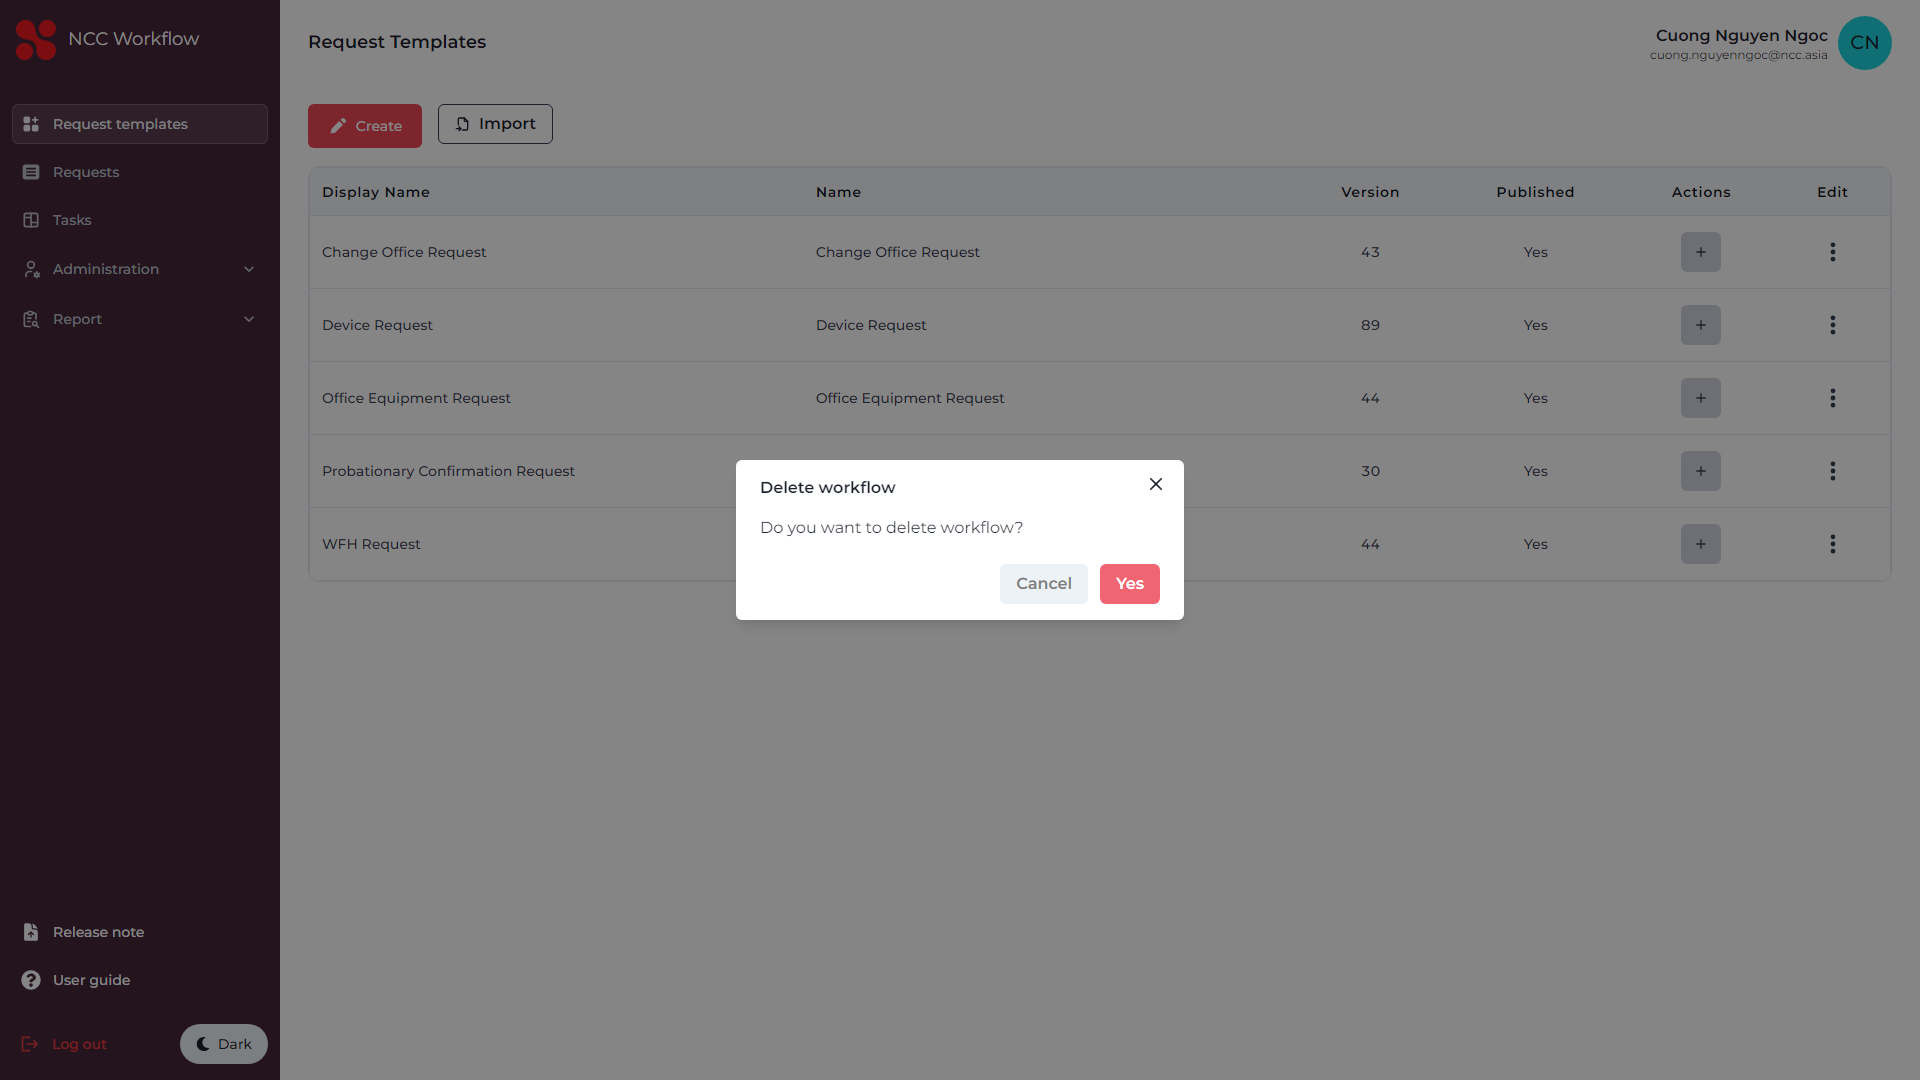 NCC Workflow
Request templates
Requests
Tasks
Administration
Report
Release note
User guide
Log out
Dark
Request Templates
Cuong Nguyen Ngoc
cuong.nguyenngoc@ncc.asia
CN
Create
Import
Display Name Name Version Published Actions Edit
Change Office Request Change Office Request 43 Yes +
Device Request Device Request 89 Yes +
Office Equipment Request Office Equipment Request 44 Yes +
Probationary Confirmation Request 30 Yes +
WFH Request 44 Yes +
Delete workflow
Do you want to delete workflow?
Cancel Yes